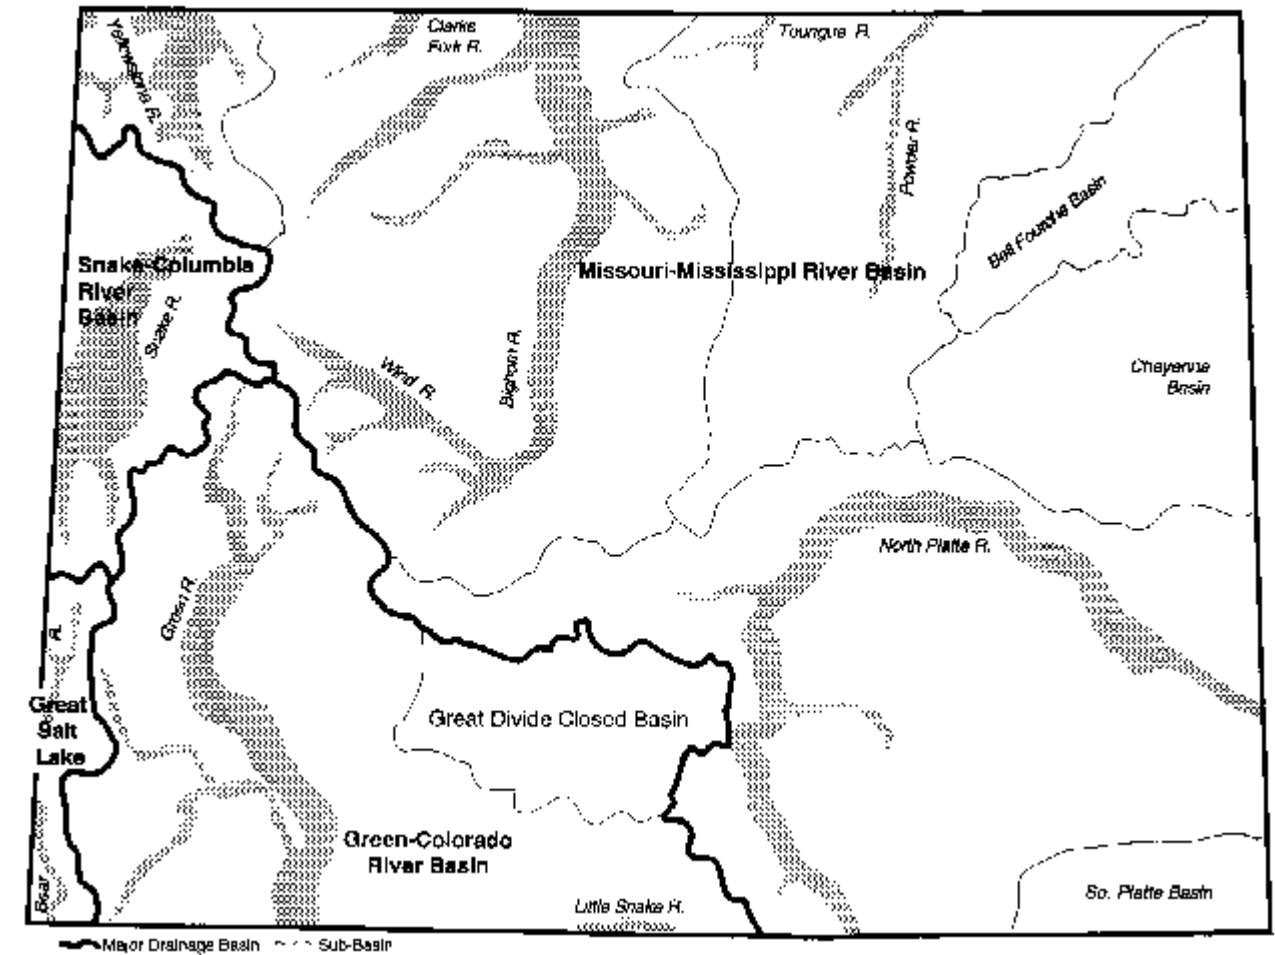 Yellowstone R.
Clarks
Fork R.
Toungue R.
Powder R.
Bell Fourche Basin
Snake-Columbia
River
Basin
Snake R.
Missouri-Mississippi River Basin
Wind R.
Bighorn R.
Cheyenne
Basin
North Platte R.
Green R.
R.
Great
Salt
Lake
Great Divide Closed Basin
Green-Colorado
River Basin
Bear
Little Snake R.
So. Platte Basin
Major Drainage Basin
Sub-Basin